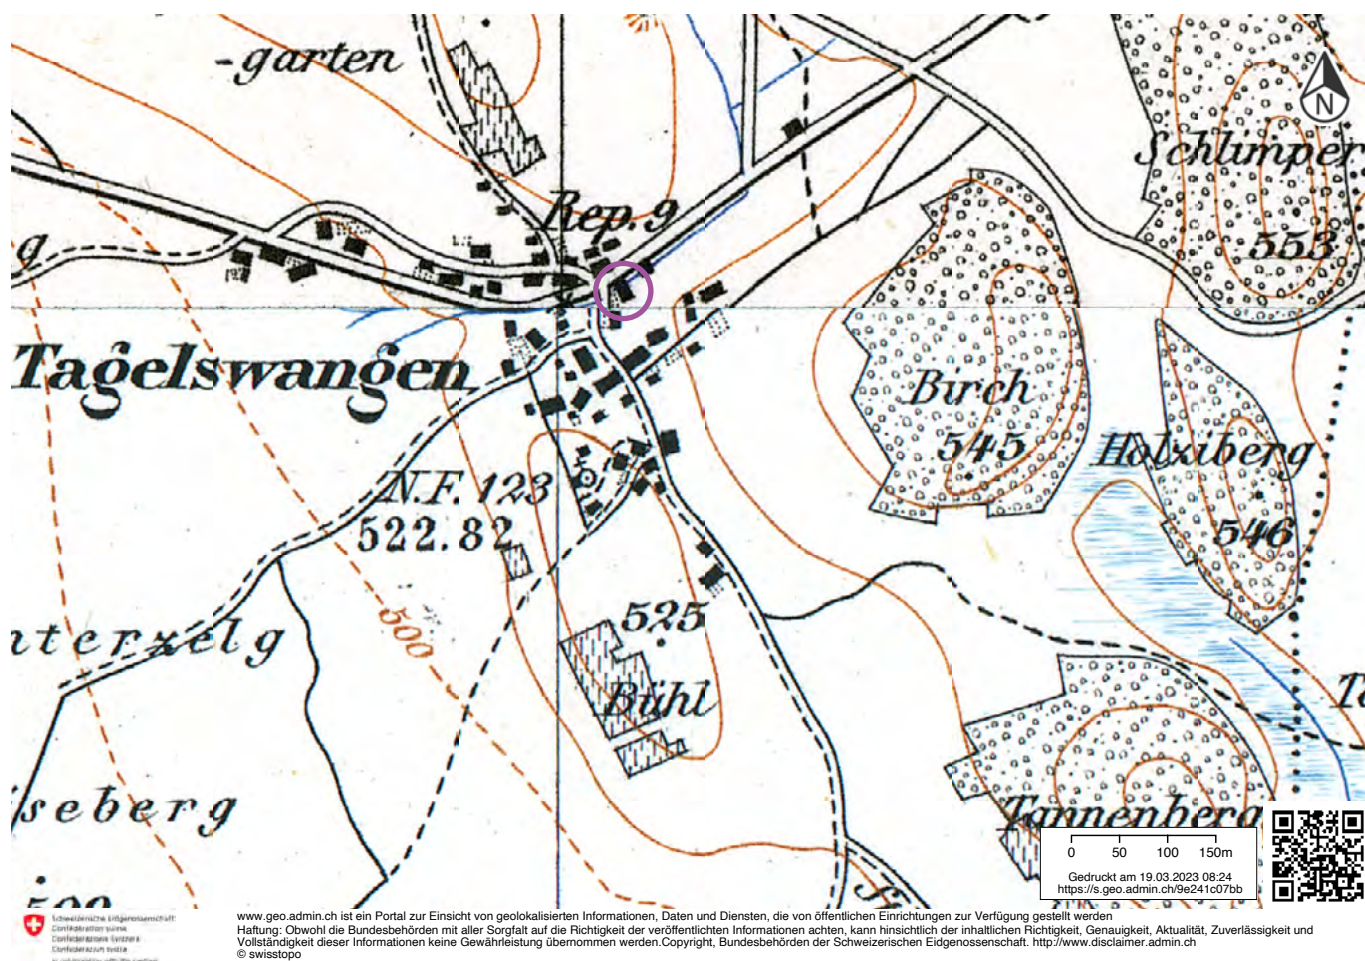 -garten
N
Schlimper
Rep. 9
g
553
Tagelswangen
Birch
545
Holziberg
N.F. 123
522.82
546
500
525
nterzelg
Bühl
T
seberg
Tannenberg
0 50 100 150m
Gedruckt am 19.03.2023 08:24
https://s.geo.admin.ch/9e241c07bb
Schweizerische Eidgenossenschaft
Confédération suisse
Confederazione Svizzera
Confederaziun svizra
www.geo.admin.ch ist ein Portal zur Einsicht von geolokalisierten Informationen, Daten und Diensten, die von öffentlichen Einrichtungen zur Verfügung gestellt werden
Haftung: Obwohl die Bundesbehörden mit aller Sorgfalt auf die Richtigkeit der veröffentlichten Informationen achten, kann hinsichtlich der inhaltlichen Richtigkeit, Genauigkeit, Aktualität, Zuverlässigkeit und
Vollständigkeit dieser Informationen keine Gewährleistung übernommen werden.Copyright, Bundesbehörden der Schweizerischen Eidgenossenschaft. http://www.disclaimer.admin.ch
© swisstopo